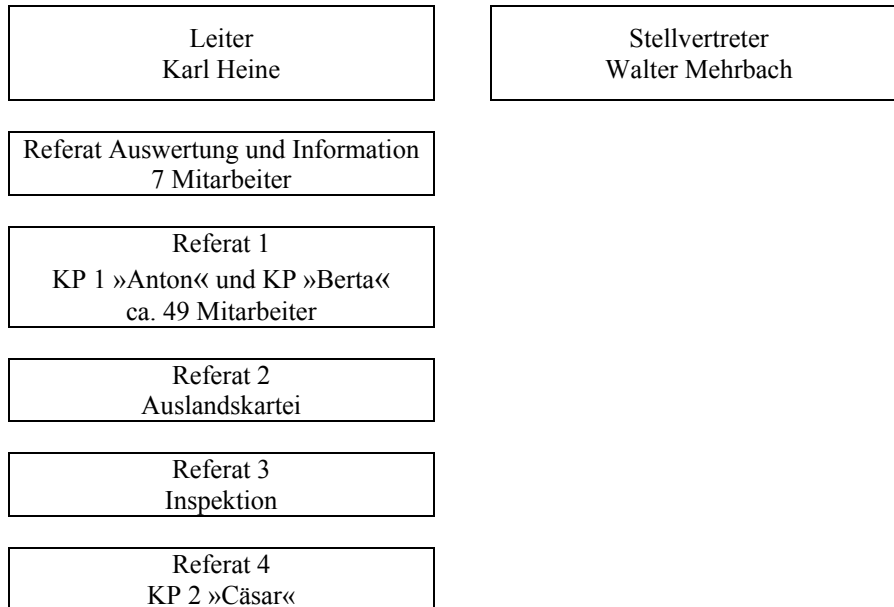 Leiter
Karl Heine
Stellvertreter
Walter Mehrbach
Referat Auswertung und Information
7 Mitarbeiter
Referat 1
KP 1 »Anton« und KP »Berta«
ca. 49 Mitarbeiter
Referat 2
Auslandskartei
Referat 3
Inspektion
Referat 4
KP 2 »Cäsar«